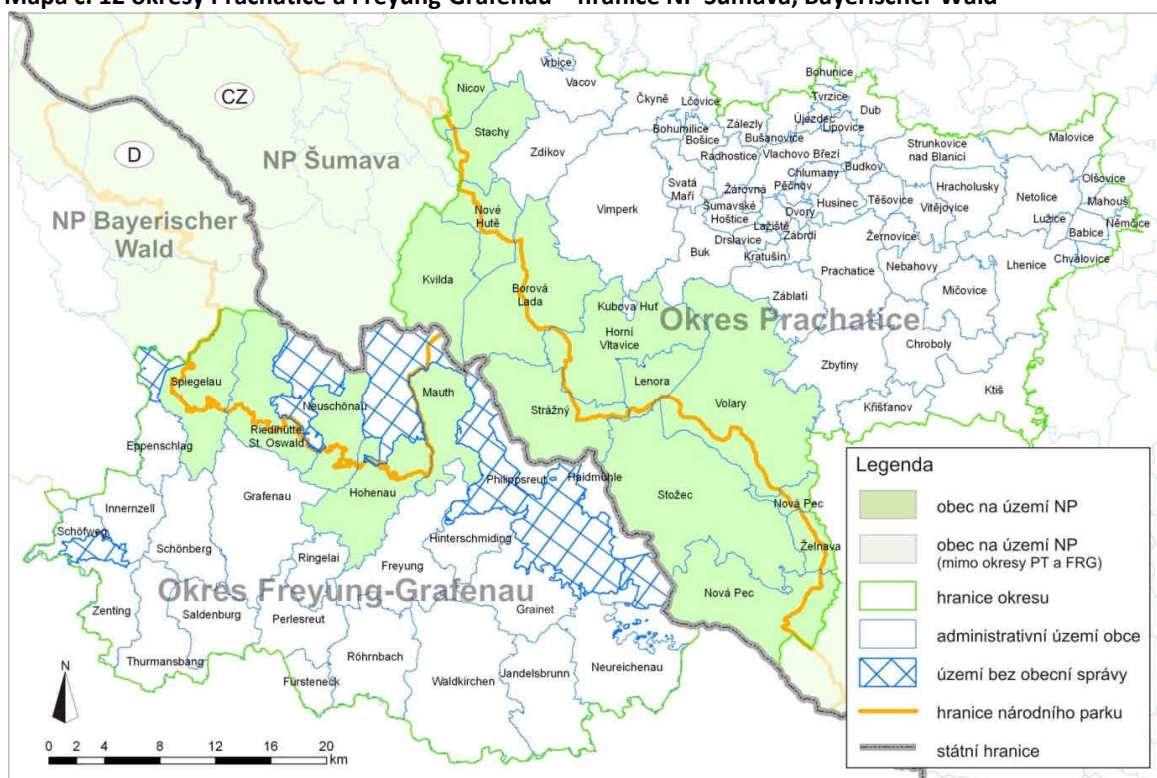 Mapa č. 12 okresy Prachatice a Freyung-Grafenau – hranice NP Šumava, Bayerischer Wald
CZ
D
NP Šumava
NP Bayerischer
Wald
Okres Prachatice
Okres Freyung-Grafenau
Vrbice
Vacov
Nicov
Stachy
Zdíkov
Čkyně
Lčovice
Bohunice
Tvrzice
Dub
Újezdec
Lipovice
Zálezly
Bohumilice
Bošice
Bušanovice
Radhostice
Vlachovo Březí
Budkov
Strunkovice
nad Blanicí
Malovice
Olšovice
Mahouš
Němčice
Chlumany
Pěčnov
Svatá
Maří
Žárovná
Šumavské
Hoštice
Dvory
Husinec
Těšovice
Hracholusky
Vitějovice
Netolice
Lužice
Babice
Chvalovice
Vimperk
Lažiště
Zábrdí
Drslavice
Kratušín
Buk
Žernovice
Nebahovy
Lhenice
Prachatice
Mičovice
Záblatí
Chroboly
Zbytiny
Ktiš
Křišťanov
Nové
Hutě
Kvilda
Borová
Lada
Kubova Huť
Horní
Vltavice
Lenora
Volary
Strážný
Stožec
Nová Pec
Želnava
Nová Pec
Spiegelau
Neuschönau
Mauth
Riedlhütte
St. Oswald
Eppenschlag
Hohenau
Philippsreut
Haidmühle
Innernzell
Grafenau
Schöfweg
Schönberg
Ringelai
Freyung
Hinterschmiding
Zenting
Saldenburg
Perlesreut
Grainet
Thurmansbang
Fürsteneck
Röhrnbach
Waldkirchen
Jandelsbrunn
Neureichenau
N
0 2 4 8 12 16 20
km
Legenda
obec na území NP
obec na území NP
(mimo okresy PT a FRG)
hranice okresu
administrativní území obce
území bez obecní správy
hranice národního parku
státní hranice